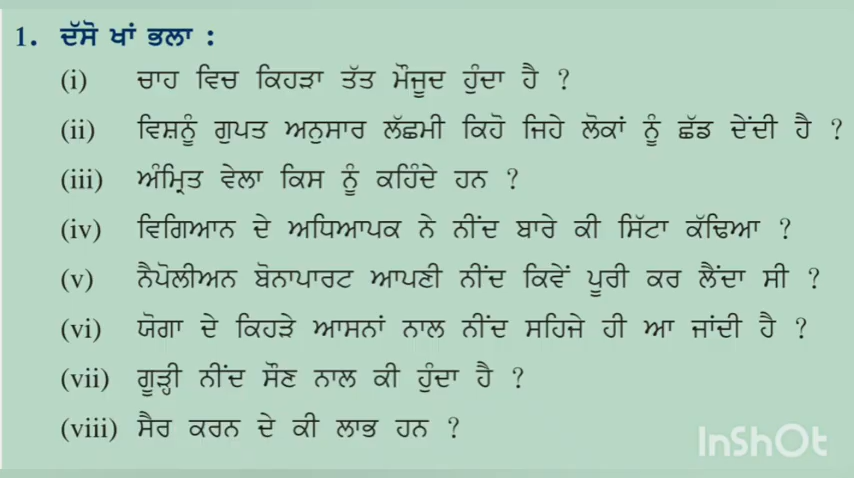 1. ਦੱਸੋ ਖਾਂ ਭਲਾ :
(i) ਚਾਹ ਵਿਚ ਕਿਹੜਾ ਤੱਤ ਮੌਜੂਦ ਹੁੰਦਾ ਹੈ ?
(ii) ਵਿਸ਼ਨੂੰ ਗੁਪਤ ਅਨੁਸਾਰ ਲੱਛਮੀ ਕਿਹੋ ਜਿਹੇ ਲੋਕਾਂ ਨੂੰ ਛੱਡ ਦੇਂਦੀ ਹੈ ?
(iii) ਅੰਮ੍ਰਿਤ ਵੇਲਾ ਕਿਸ ਨੂੰ ਕਹਿੰਦੇ ਹਨ ?
(iv) ਵਿਗਿਆਨ ਦੇ ਅਧਿਆਪਕ ਨੇ ਨੀਂਦ ਬਾਰੇ ਕੀ ਸਿੱਟਾ ਕੱਢਿਆ ?
(v) ਨੈਪੋਲੀਅਨ ਬੋਨਾਪਾਰਟ ਆਪਣੀ ਨੀਂਦ ਕਿਵੇਂ ਪੂਰੀ ਕਰ ਲੈਂਦਾ ਸੀ ?
(vi) ਯੋਗਾ ਦੇ ਕਿਹੜੇ ਆਸਨਾਂ ਨਾਲ ਨੀਂਦ ਸਹਿਜੇ ਹੀ ਆ ਜਾਂਦੀ ਹੈ ?
(vii) ਗੂੜ੍ਹੀ ਨੀਂਦ ਸੌਣ ਨਾਲ ਕੀ ਹੁੰਦਾ ਹੈ ?
(viii) ਸੈਰ ਕਰਨ ਦੇ ਕੀ ਲਾਭ ਹਨ ?
InShOt